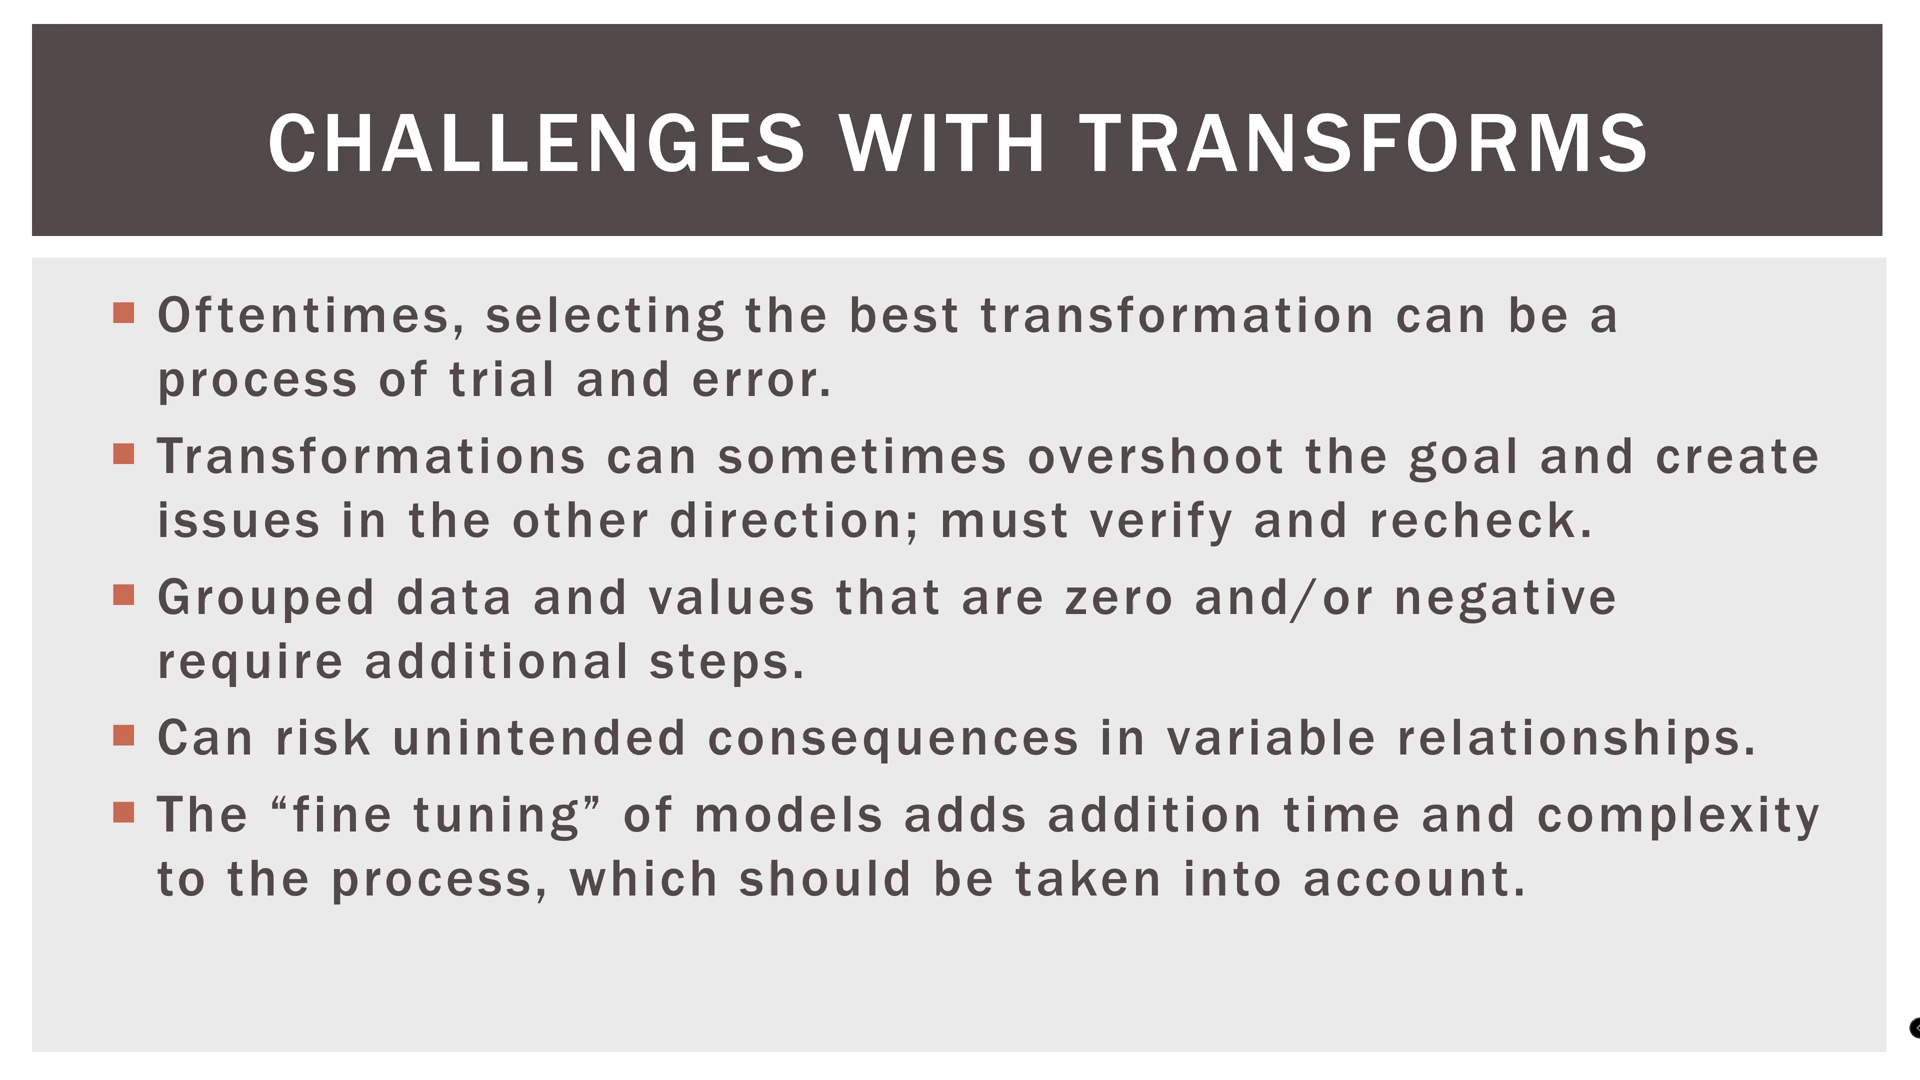 CHALLENGES WITH TRANSFORMS
Oftentimes, selecting the best transformation can be a
process of trial and error.
Transformations can sometimes overshoot the goal and create
issues in the other direction; must verify and recheck.
Grouped data and values that are zero and/or negative
require additional steps.
Can risk unintended consequences in variable relationships.
The “fine tuning” of models adds addition time and complexity
to the process, which should be taken into account.